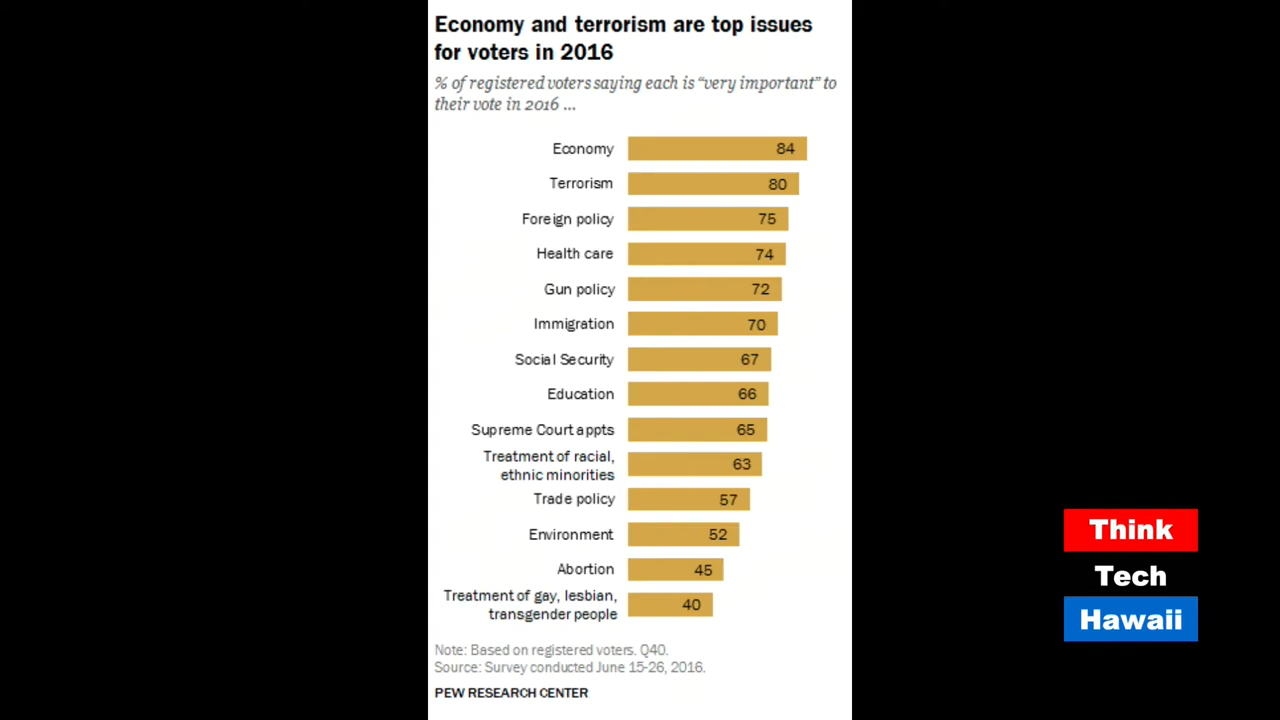 Economy and terrorism are top issues
for voters in 2016
% of registered voters saying each is “very important” to
their vote in 2016 ...
Economy 84
Terrorism 80
Foreign policy 75
Health care 74
Gun policy 72
Immigration 70
Social Security 67
Education 66
Supreme Court appts 65
Treatment of racial,
ethnic minorities 63
Trade policy 57
Environment 52
Abortion 45
Treatment of gay, lesbian,
transgender people 40
Note: Based on registered voters. Q40.
Source: Survey conducted June 15-26, 2016.
PEW RESEARCH CENTER
Think
Tech
Hawaii